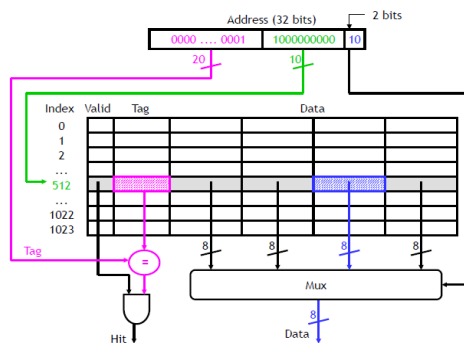 Address (32 bits)
2 bits
0000 .... 0001
1000000000
10
20
10
Index
Valid
Tag
Data
0
1
2
...
512
...
1022
1023
Tag
=
8
8
8
8
Mux
8
Hit
Data